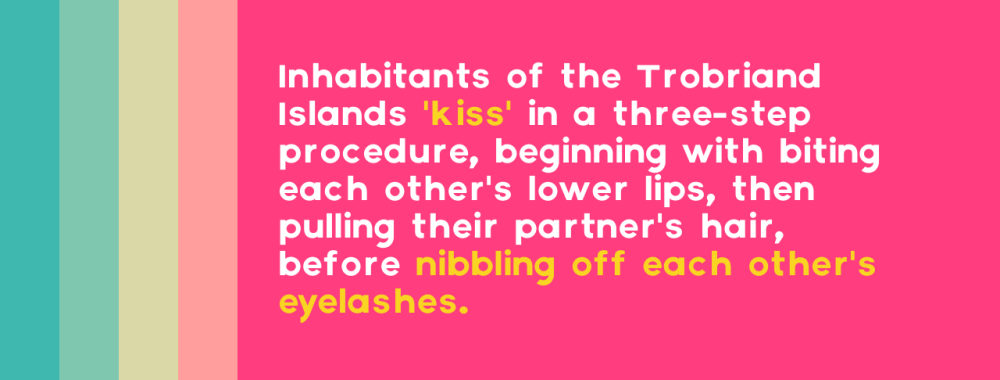 Inhabitants of the Trobriand
Islands 'kiss' in a three-step
procedure, beginning with biting
each other's lower lips, then
pulling their partner's hair,
before nibbling off each other's
eyelashes.